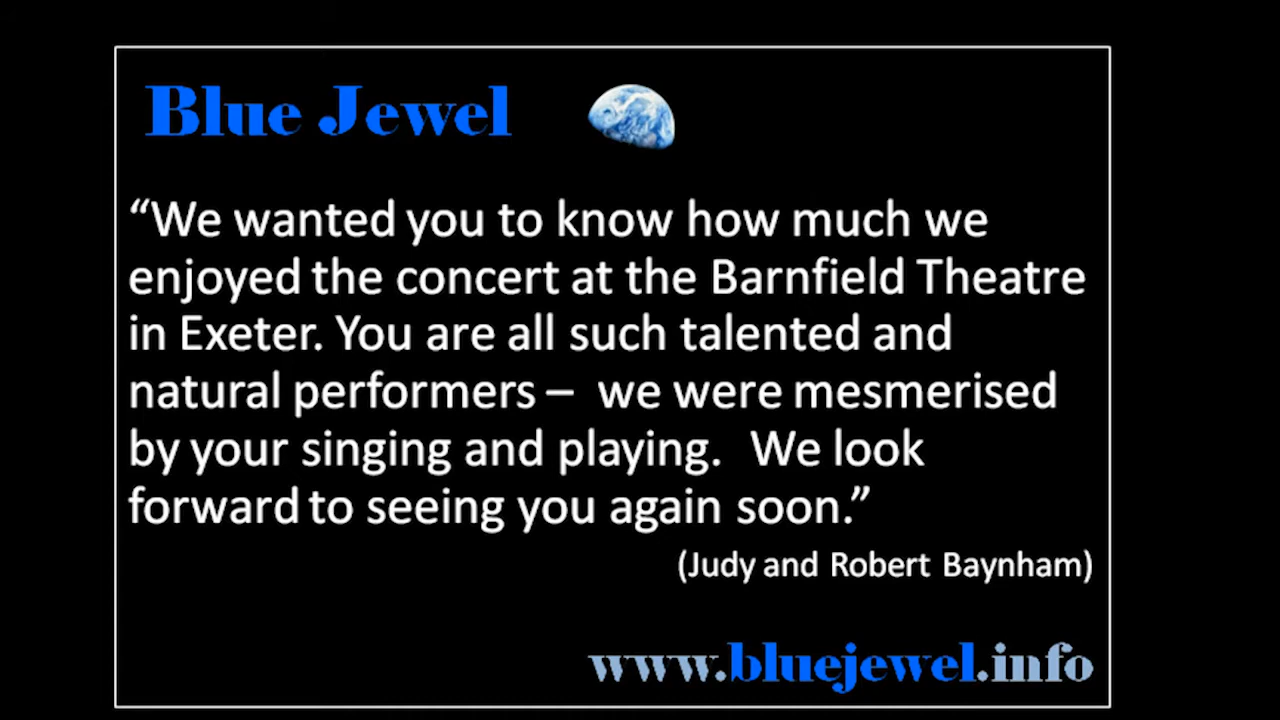 Blue Jewel
“We wanted you to know how much we
enjoyed the concert at the Barnfield Theatre
in Exeter. You are all such talented and
natural performers –  we were mesmerised
by your singing and playing.  We look
forward to seeing you again soon.”
(Judy and Robert Baynham)
www.bluejewel.info